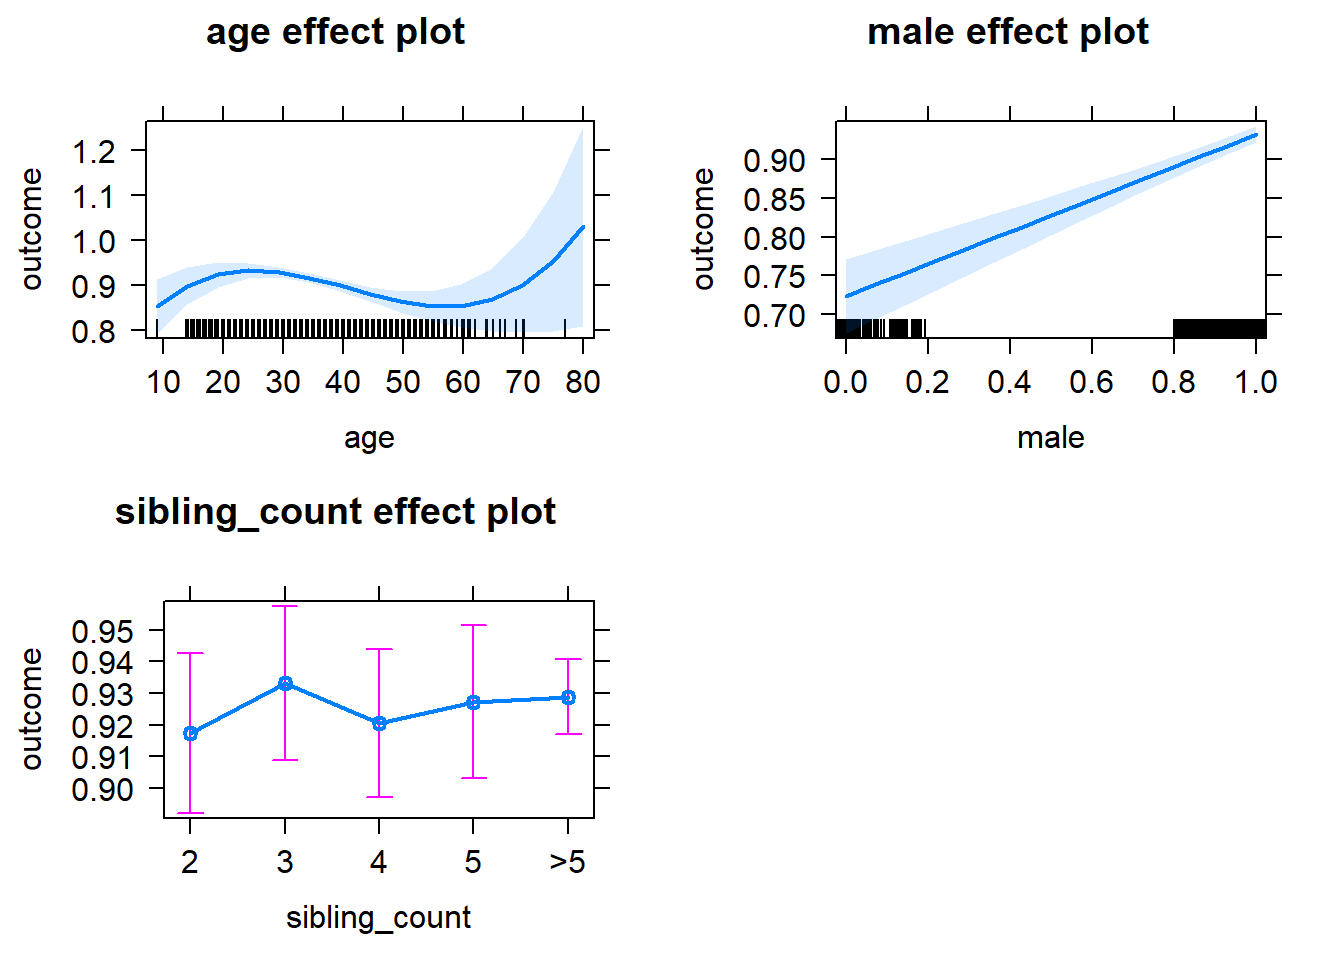 age effect plot
outcome
1.2
1.1
1.0
0.9
0.8
10 20 30 40 50 60 70 80
age
male effect plot
outcome
0.90
0.85
0.80
0.75
0.70
0.0 0.2 0.4 0.6 0.8 1.0
male
sibling_count effect plot
outcome
0.95
0.94
0.93
0.92
0.91
0.90
2 3 4 5 >5
sibling_count